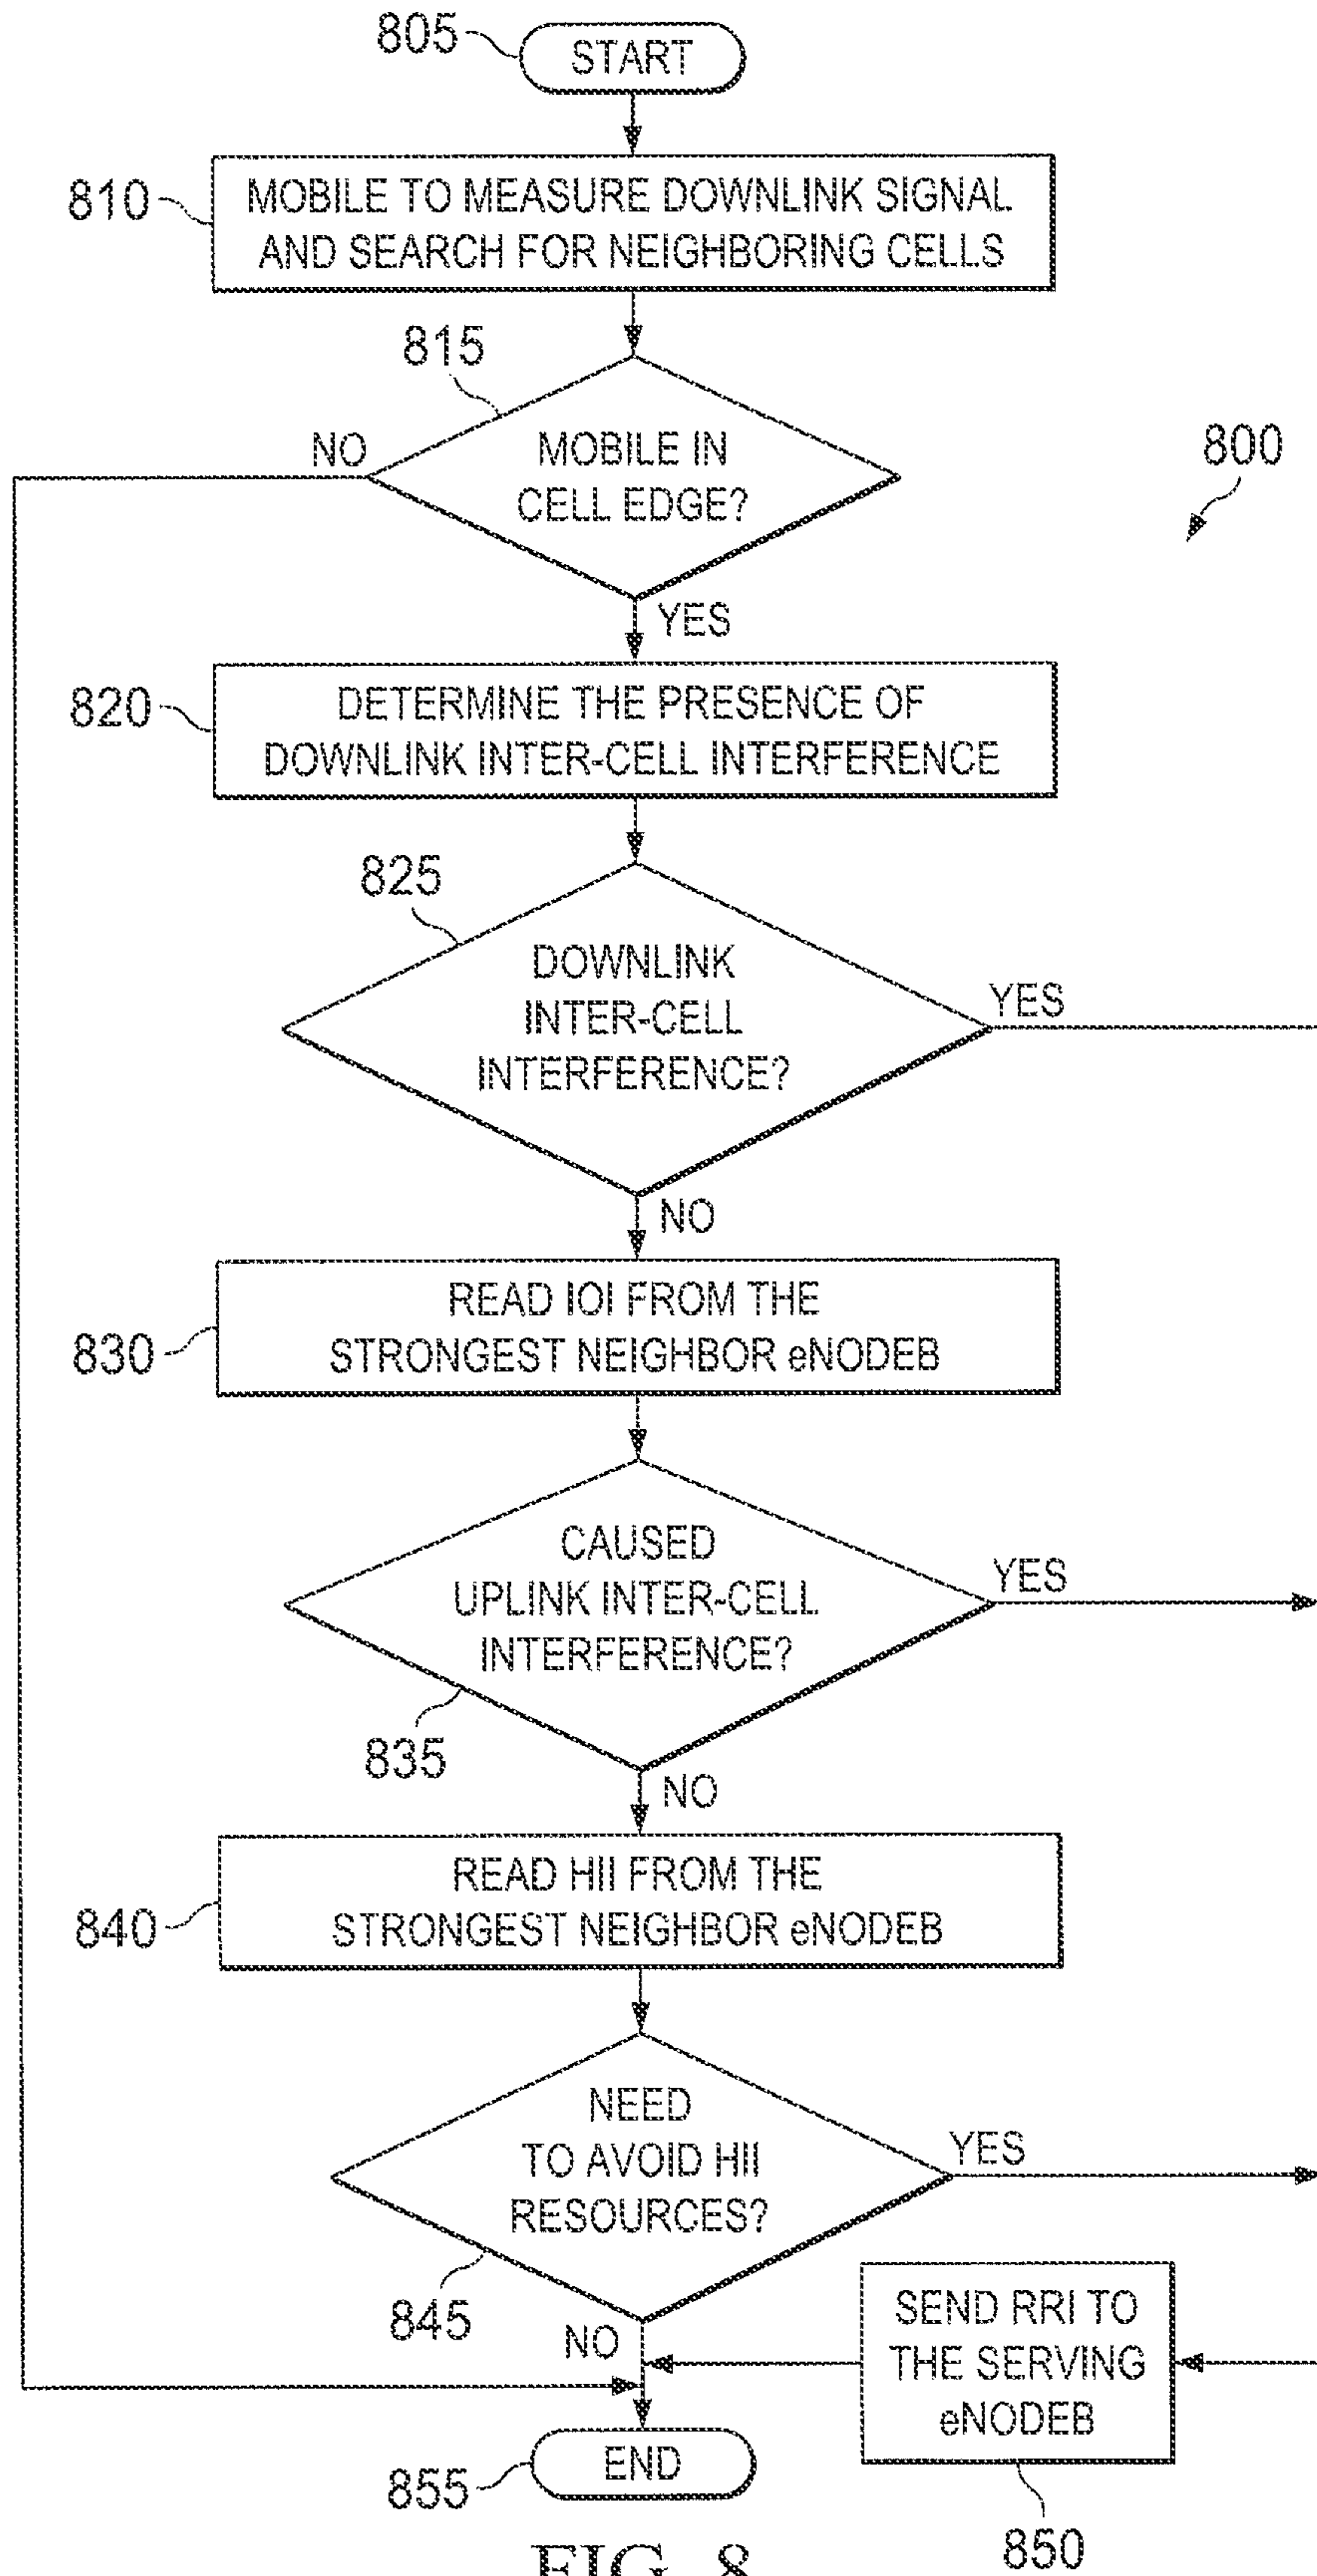 805
START
810
MOBILE TO MEASURE DOWNLINK SIGNAL
AND SEARCH FOR NEIGHBORING CELLS
815
NO
MOBILE IN
CELL EDGE?
800
YES
820
DETERMINE THE PRESENCE OF
DOWNLINK INTER-CELL INTERFERENCE
825
DOWNLINK
INTER-CELL
INTERFERENCE?
YES
NO
830
READ IOI FROM THE
STRONGEST NEIGHBOR eNODEB
CAUSED
UPLINK INTER-CELL
INTERFERENCE?
YES
835
NO
840
READ HII FROM THE
STRONGEST NEIGHBOR eNODEB
NEED
TO AVOID HII
RESOURCES?
YES
845
NO
SEND RRI TO
THE SERVING
eNODEB
855
END
850
FIG. 8